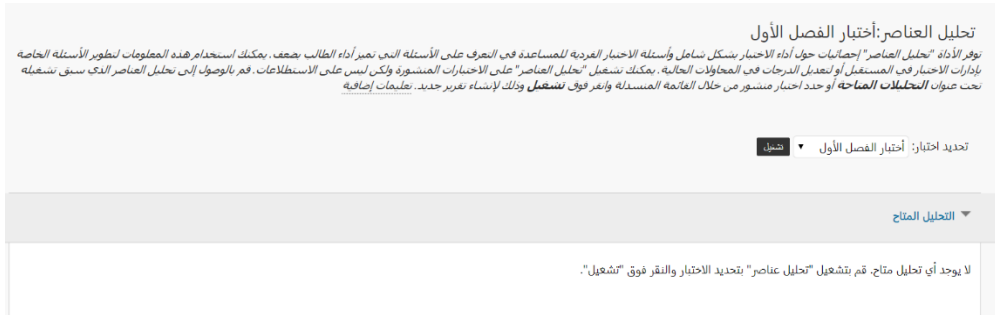 تحليل العناصر:أختبار الفصل الأول
توفر الأداة "تحليل العناصر" إحصائيات حول أداء الاختبار بشكل شامل وأسئلة الاختبار الفردية للمساعدة في التعرف على الأسئلة التي تميز أداء الطالب بضعف. يمكنك استخدام هذه المعلومات لتطوير الأسئلة الخاصة
بإدارات الاختبار في المستقبل أو لتعديل الدرجات في المحاولات الحالية. يمكنك تشغيل "تحليل العناصر" على الاختبارات المنشورة ولكن ليس على الاستطلاعات. قم بالوصول إلى تحليل العناصر الذي سبق تشغيله
تحت عنوان التحليلات المتاحة أو حدد اختبار منشور من خلال القائمة المنسدلة وانقر فوق تشغيل وذلك لإنشاء تقرير جديد. تعليمات إضافية
تحديد اختبار: أختبار الفصل الأول تشغيل
التحليل المتاح
لا يوجد أي تحليل متاح. قم بتشغيل "تحليل عناصر" بتحديد الاختبار والنقر فوق "تشغيل".